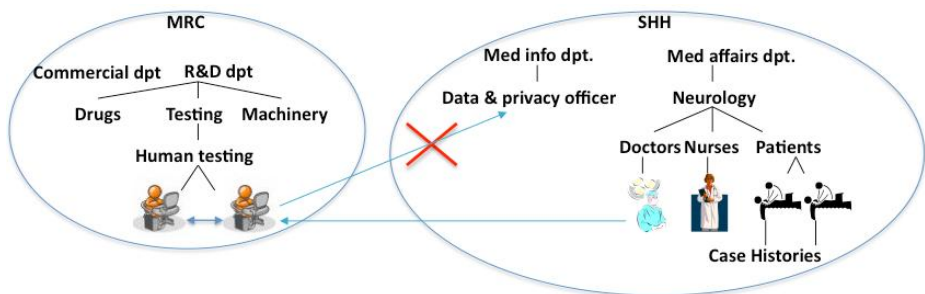 MRC
Commercial dpt R&D dpt
Drugs Testing Machinery
Human testing
SHH
Med info dpt. Med affairs dpt.
Data & privacy officer Neurology
Doctors Nurses Patients
Case Histories